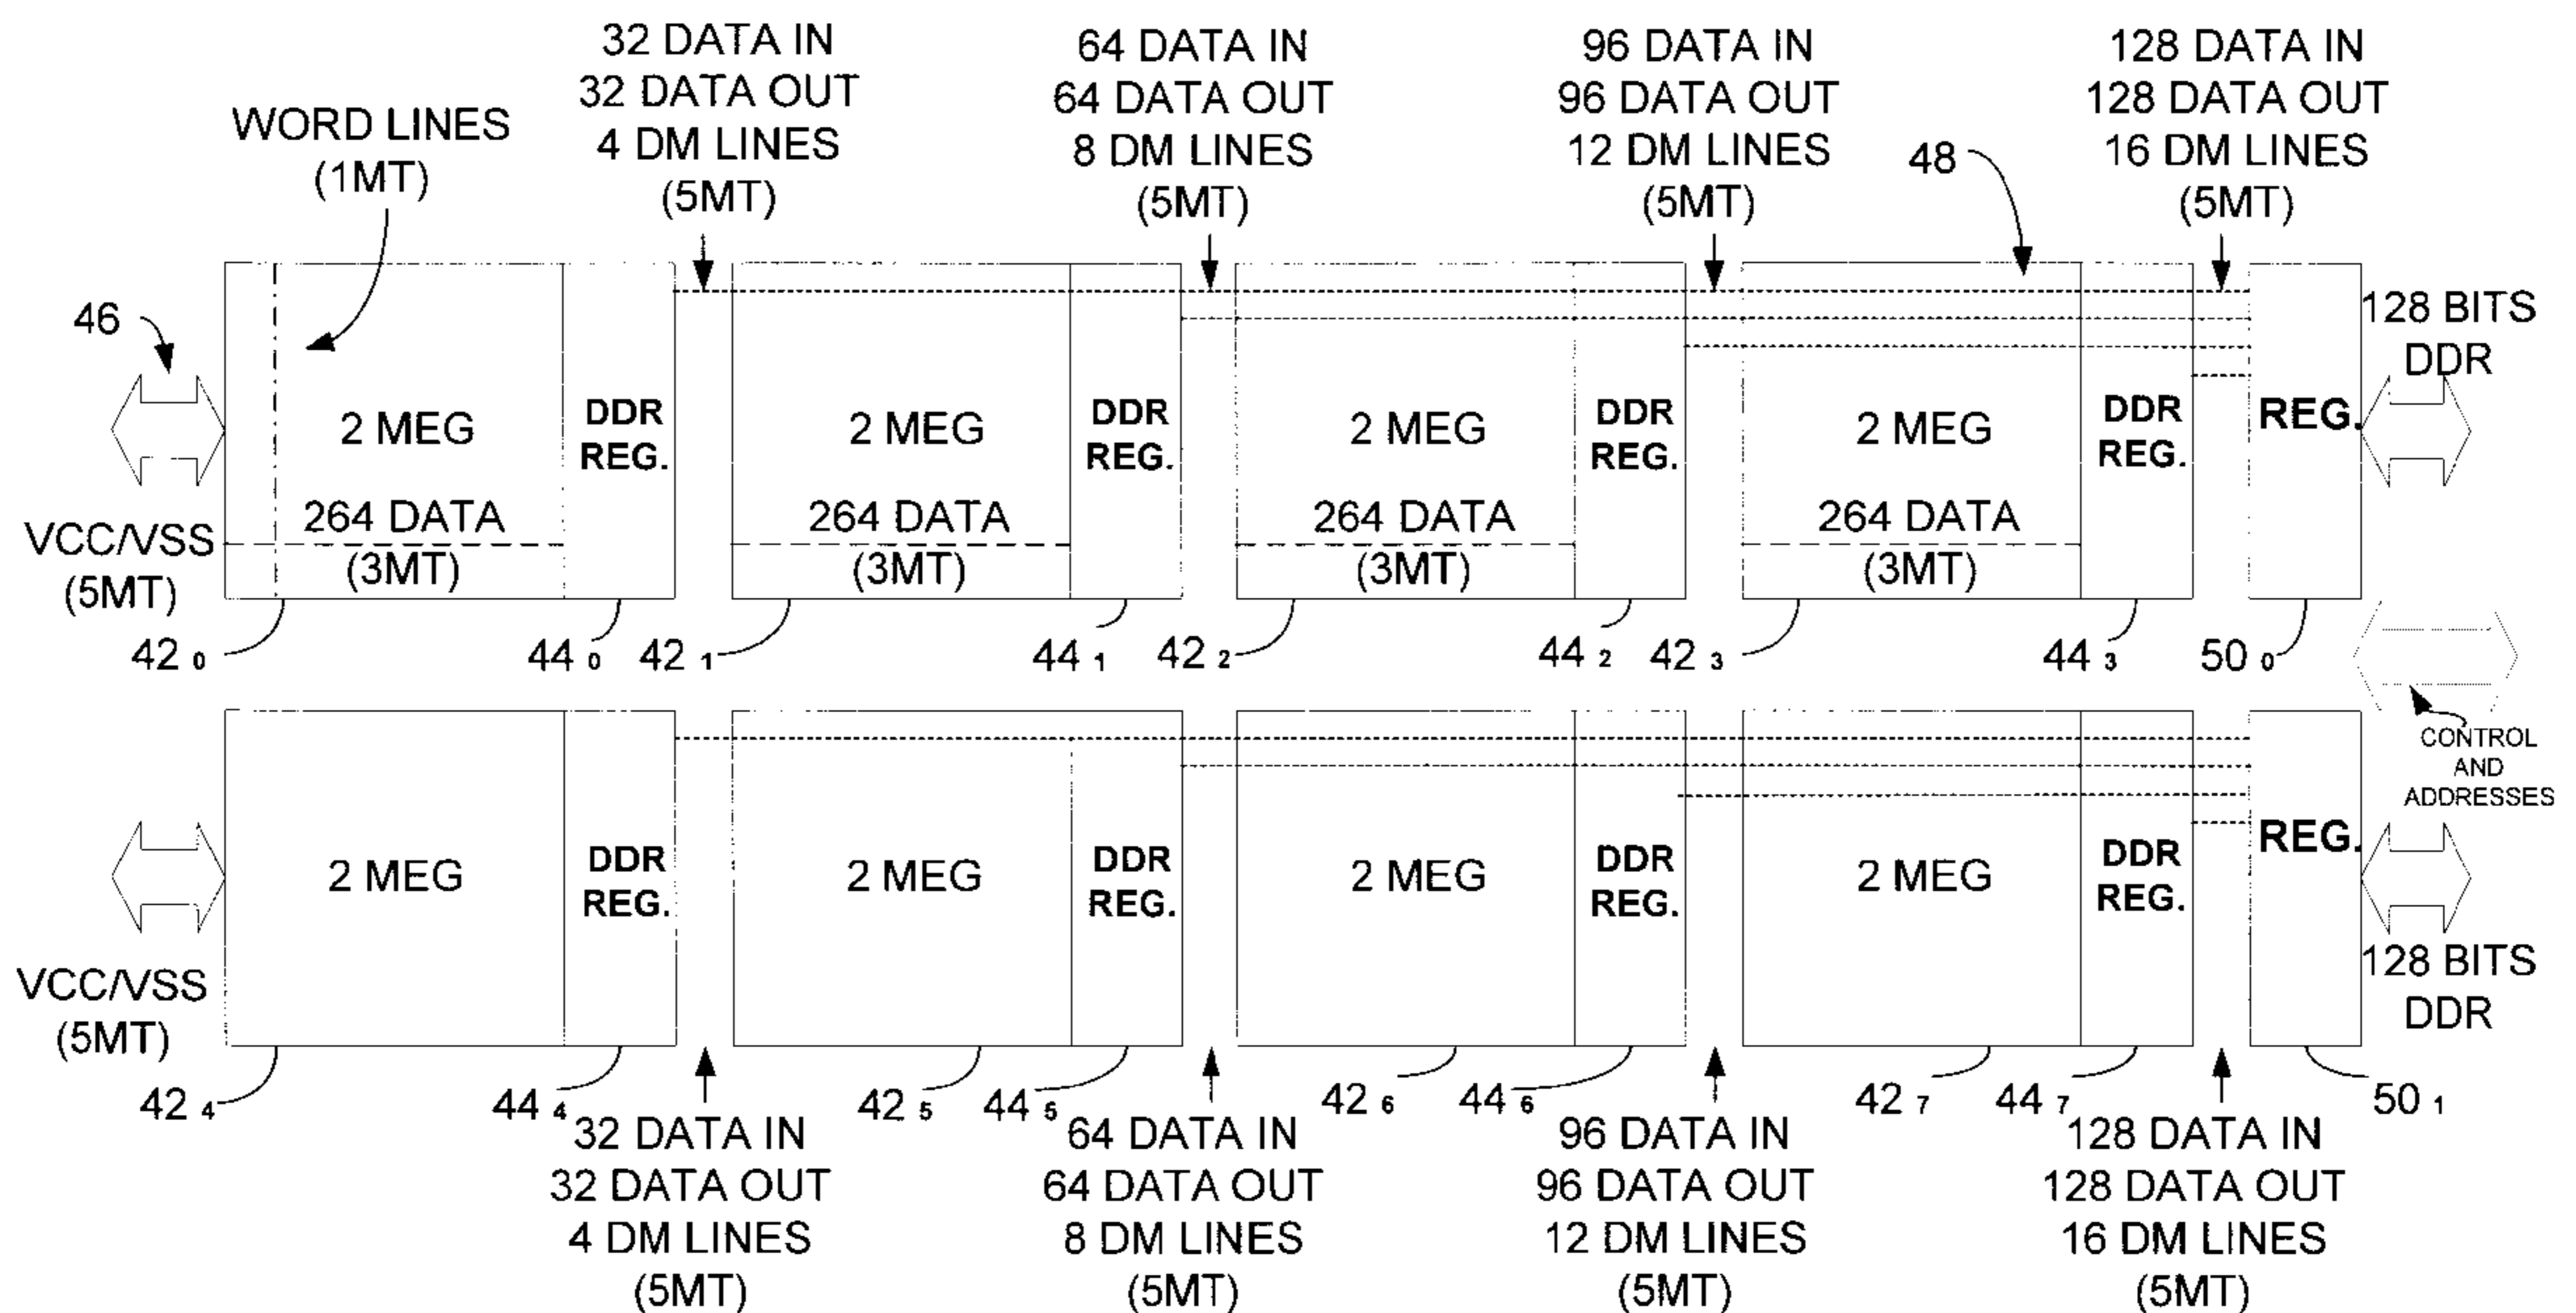 32 DATA IN
32 DATA OUT
4 DM LINES
(5MT)
64 DATA IN
64 DATA OUT
8 DM LINES
(5MT)
96 DATA IN
96 DATA OUT
12 DM LINES
(5MT)
128 DATA IN
128 DATA OUT
16 DM LINES
(5MT)
WORD LINES
(1MT)
48
46
128 BITS
DDR
2 MEG
264 DATA
(3MT)
DDR
REG.
2 MEG
264 DATA
(3MT)
DDR
REG.
2 MEG
264 DATA
(3MT)
DDR
REG.
2 MEG
264 DATA
(3MT)
DDR
REG.
REG.
VCC/VSS
(5MT)
42 0
44 0
42 1
44 1
42 2
44 2
42 3
44 3
50 0
CONTROL
AND
ADDRESSES
2 MEG
DDR
REG.
2 MEG
DDR
REG.
2 MEG
DDR
REG.
2 MEG
DDR
REG.
REG.
VCC/VSS
(5MT)
128 BITS
DDR
42 4
44 4
42 5
44 5
42 6
44 6
42 7
44 7
50 1
32 DATA IN
32 DATA OUT
4 DM LINES
(5MT)
64 DATA IN
64 DATA OUT
8 DM LINES
(5MT)
96 DATA IN
96 DATA OUT
12 DM LINES
(5MT)
128 DATA IN
128 DATA OUT
16 DM LINES
(5MT)